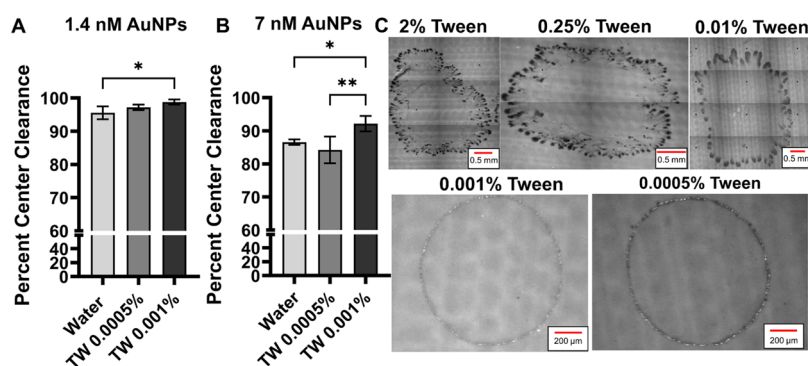 A
1.4 nM AuNPs
Percent Center Clearance
100
90
80
70
60
40
20
0
*
Water
TW 0.0005%
TW 0.001%
B
7 nM AuNPs
Percent Center Clearance
100
90
80
70
60
40
20
0
*
**
Water
TW 0.0005%
TW 0.001%
C
2% Tween
0.25% Tween
0.01% Tween
0.5 mm
0.5 mm
0.5 mm
0.001% Tween
0.0005% Tween
200 µm
200 µm